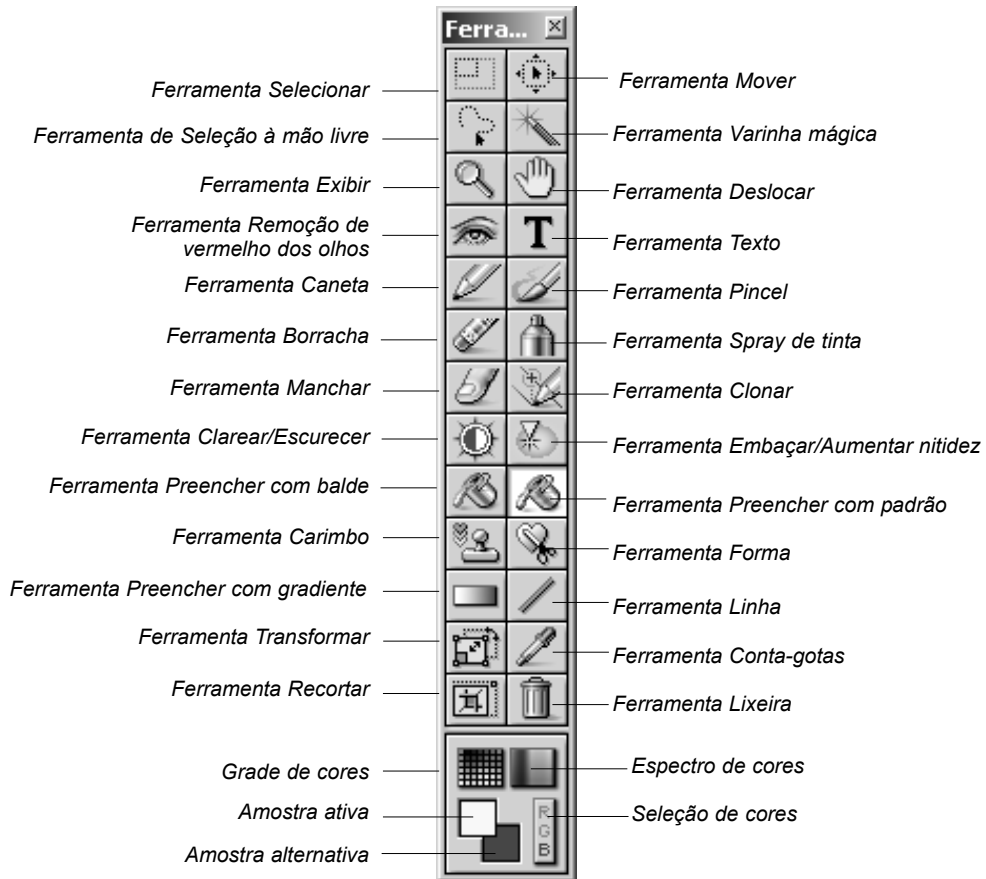 Ferra...
Ferramenta Selecionar
Ferramenta Mover
Ferramenta de Seleção à mão livre
Ferramenta Varinha mágica
Ferramenta Exibir
Ferramenta Deslocar
Ferramenta Remoção de
vermelho dos olhos
T
Ferramenta Texto
Ferramenta Caneta
Ferramenta Pincel
Ferramenta Borracha
Ferramenta Spray de tinta
Ferramenta Manchar
Ferramenta Clonar
Ferramenta Clarear/Escurecer
Ferramenta Embaçar/Aumentar nitidez
Ferramenta Preencher com balde
Ferramenta Preencher com padrão
Ferramenta Carimbo
Ferramenta Forma
Ferramenta Preencher com gradiente
Ferramenta Linha
Ferramenta Transformar
Ferramenta Conta-gotas
Ferramenta Recortar
Ferramenta Lixeira
Grade de cores
Espectro de cores
Amostra ativa
R
G
B
Seleção de cores
Amostra alternativa